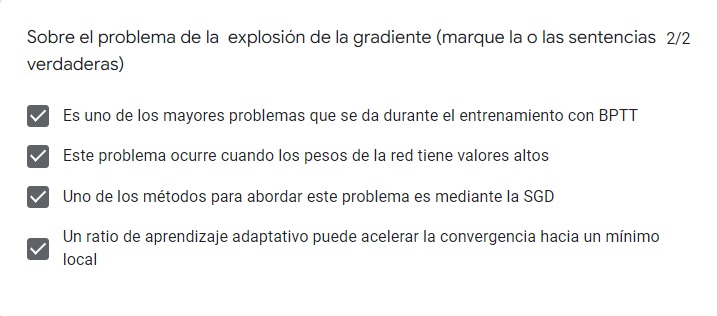 Sobre el problema de la explosión de la gradiente (marque la o las sentencias 2/2
verdaderas)
Es uno de los mayores problemas que se da durante el entrenamiento con BPTT
Este problema ocurre cuando los pesos de la red tiene valores altos
Uno de los métodos para abordar este problema es mediante la SGD
Un ratio de aprendizaje adaptativo puede acelerar la convergencia hacia un mínimo
local